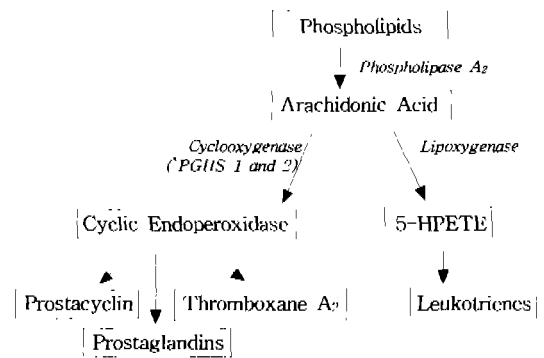 Phospholipids
Phospholipase A₂
Arachidonic Acid
Cyclooxygenase
(*PGHS 1 and 2)
Lipoxygenase
Cyclic Endoperoxidase
5-HPETE
Prostacyclin
Thromboxane A₂
Leukotrienes
Prostaglandins